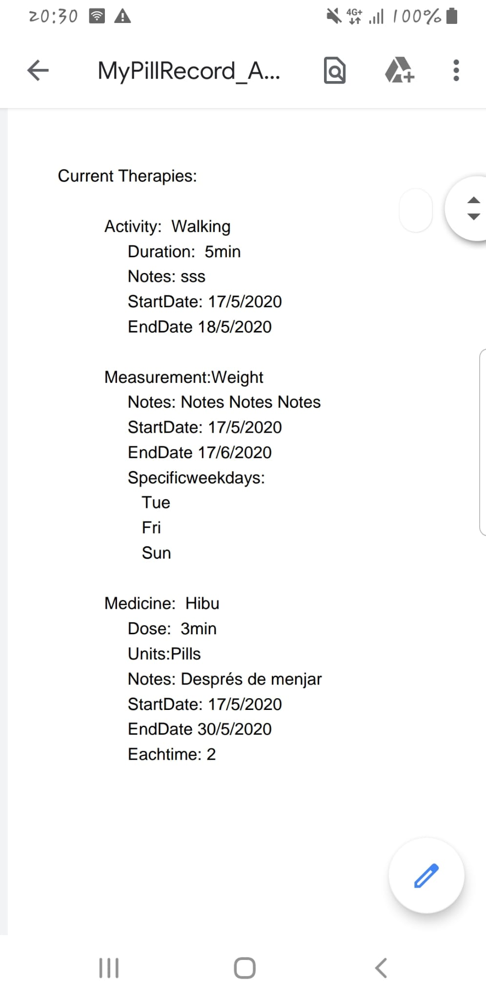 20:30 4G+ 100%
MyPillRecord_A...
Current Therapies:
Activity: Walking
Duration: 5min
Notes: sss
StartDate: 17/5/2020
EndDate 18/5/2020
Measurement:Weight
Notes: Notes Notes Notes
StartDate: 17/5/2020
EndDate 17/6/2020
Specificweekdays:
Tue
Fri
Sun
Medicine: Hibu
Dose: 3min
Units:Pills
Notes: Després de menjar
StartDate: 17/5/2020
EndDate 30/5/2020
Eachtime: 2